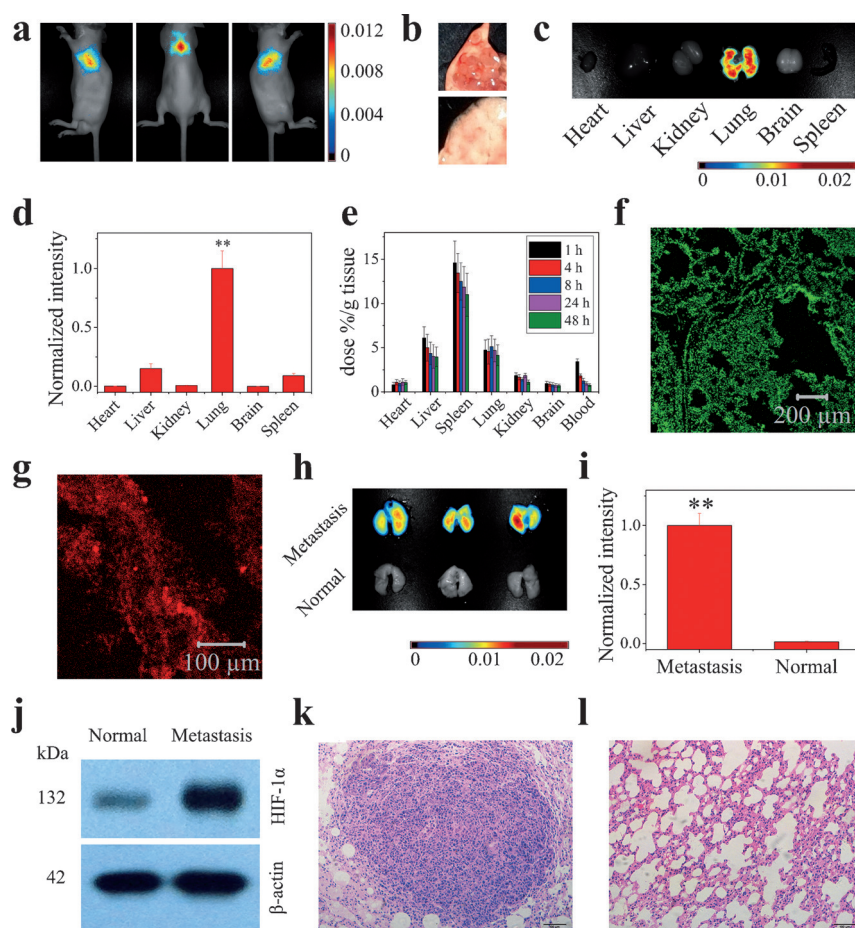 a
0.012
0.008
0.004
0
b
c
Heart
Liver
Kidney
Lung
Brain
Spleen
0 0.01 0.02
d
Normalized intensity
1.0
0.5
0.0
**
Heart
Liver
Kidney
Lung
Brain
Spleen
e
dose %/g tissue
15
10
5
0
1 h
4 h
8 h
24 h
48 h
Heart
Liver
Spleen
Lung
Kidney
Brain
Blood
f
200 µm
g
100 µm
h
Metastasis
Normal
0 0.01 0.02
i
Normalized intensity
1.0
0.5
0.0
**
Metastasis Normal
j
kDa
Normal Metastasis
132
HIF-1α
42
β-actin
k
l